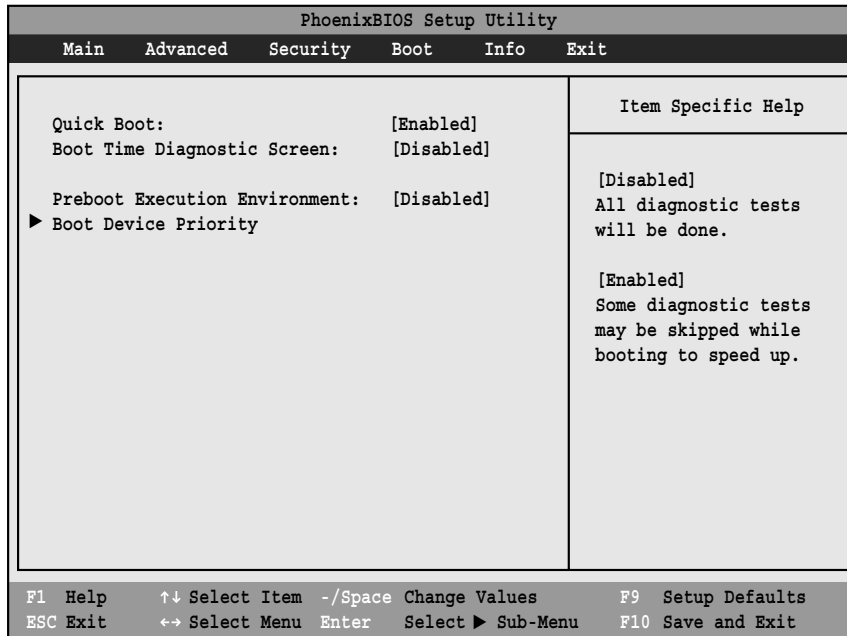 PhoenixBIOS Setup Utility
Main Advanced Security Boot Info Exit
Quick Boot: [Enabled]
Boot Time Diagnostic Screen: [Disabled]
Preboot Execution Environment: [Disabled]
▶ Boot Device Priority
Item Specific Help
[Disabled]
All diagnostic tests
will be done.
[Enabled]
Some diagnostic tests
may be skipped while
booting to speed up.
F1 Help ↑↓ Select Item -/Space Change Values F9 Setup Defaults
ESC Exit ←→ Select Menu Enter Select ▶ Sub-Menu F10 Save and Exit